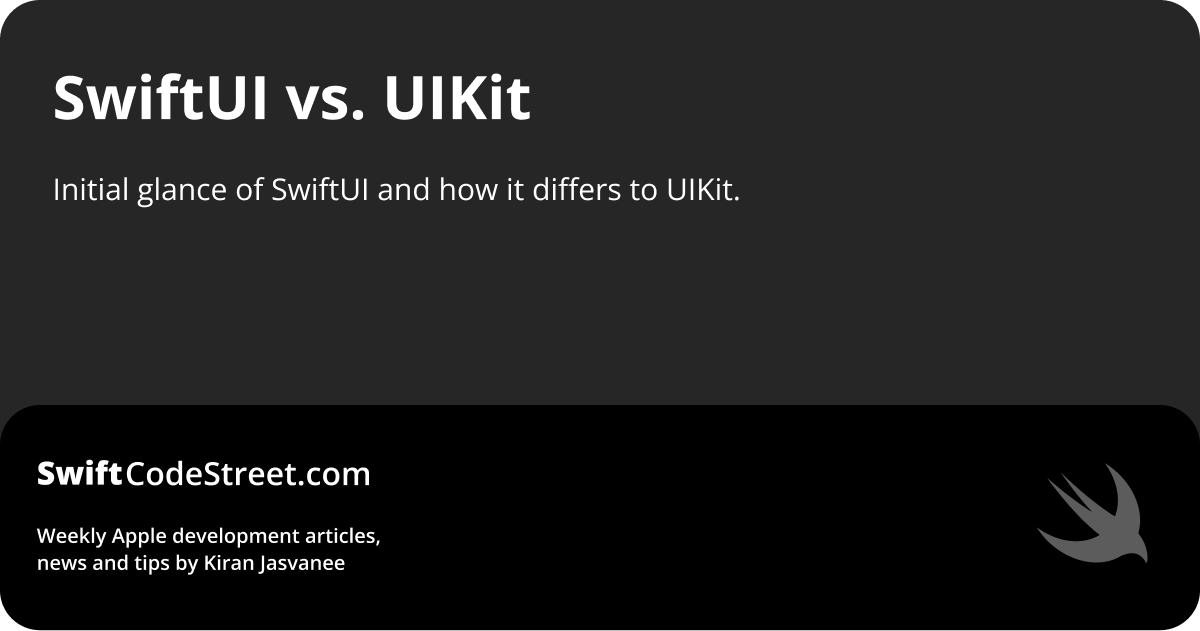 SwiftUI vs. UIKit
Initial glance of SwiftUI and how it differs to UIKit.
SwiftCodeStreet.com
Weekly Apple development articles,
news and tips by Kiran Jasvanee